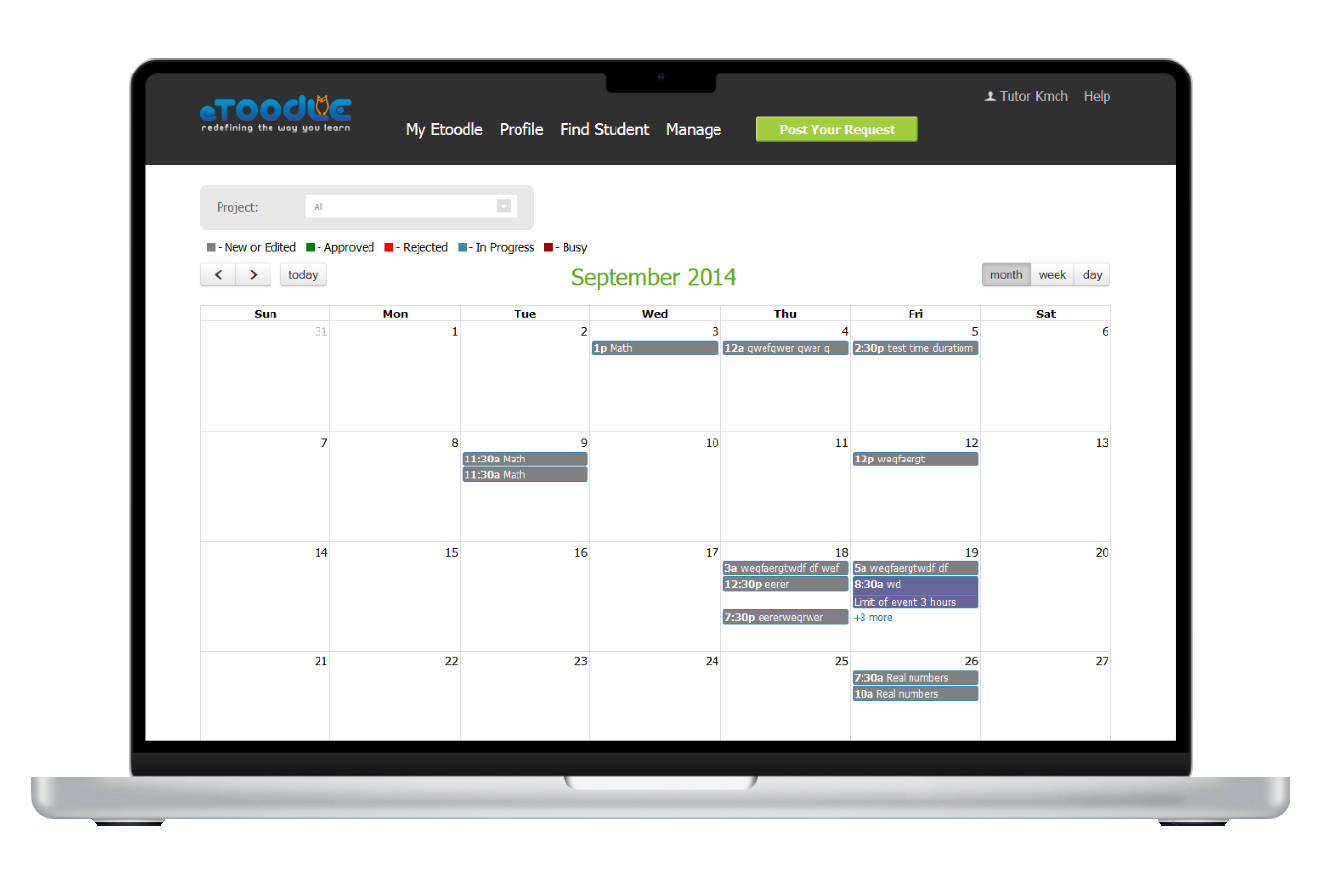 Tutor Kmch Help
eTOODLE
redefining the way you learn
My Etoodle Profile Find Student Manage Post Your Request
Project: All
- New or Edited - Approved - Rejected - In Progress - Busy
< > today September 2014 month week day
Sun Mon Tue Wed Thu Fri Sat
31 1 2 3 4 5 6
1p Math 12a qwefqwer qwer q 2:30p test time duratiom
7 8 9 10 11 12 13
11:30a Math 12p weqfaergt
11:30a Math
14 15 16 17 18 19 20
3a weqfaergtwdf df wef 5a weqfaergtwdf df
12:30p eerer 8:30a wd
Limit of event 3 hours
7:30p eererweqrwer +3 more
21 22 23 24 25 26 27
7:30a Real numbers
10a Real numbers